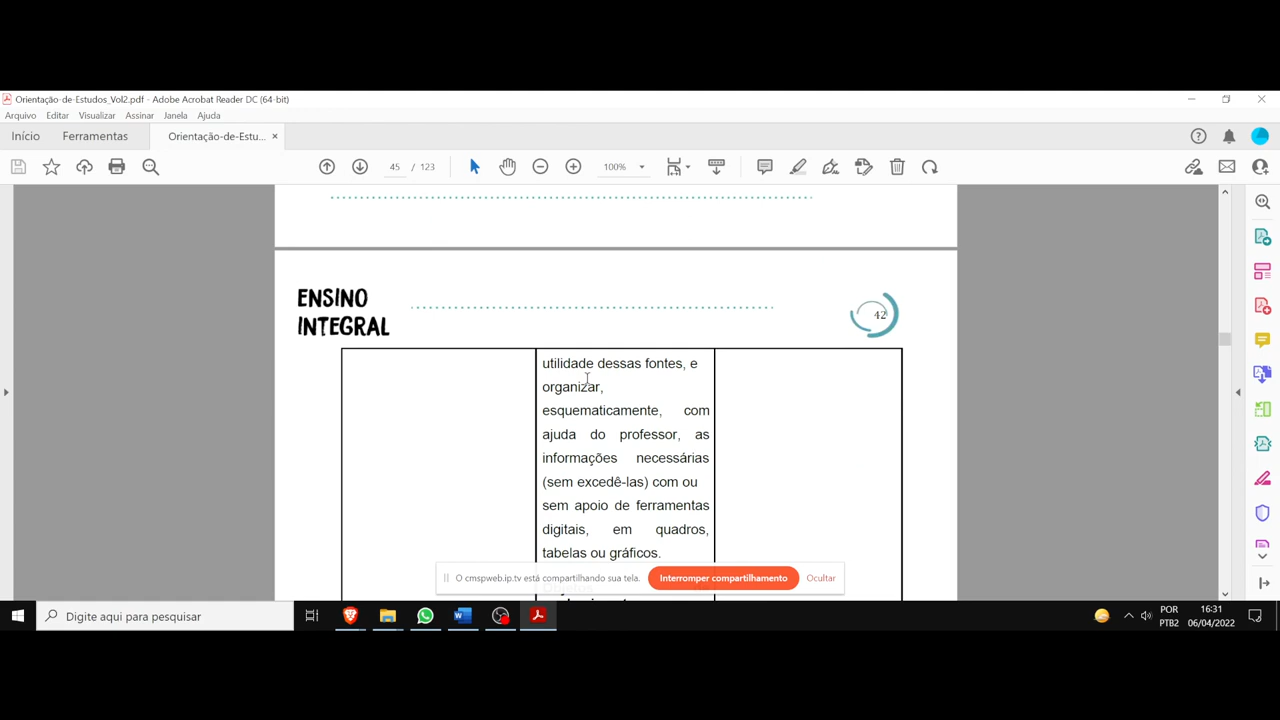 Orientação-de-Estudos_Vol2.pdf - Adobe Acrobat Reader DC (64-bit)
Arquivo Editar Visualizar Assinar Janela Ajuda
Início Ferramentas Orientação-de-Estu... ×
45 / 123 100%
ENSINO
INTEGRAL
42
utilidade dessas fontes, e
organizar,
esquematicamente, com
ajuda do professor, as
informações necessárias
(sem excedê-las) com ou
sem apoio de ferramentas
digitais, em quadros,
tabelas ou gráficos.
O cmspweb.ip.tv está compartilhando sua tela. Interromper compartilhamento Ocultar
Digite aqui para pesquisar
POR
PTB2
16:31
06/04/2022